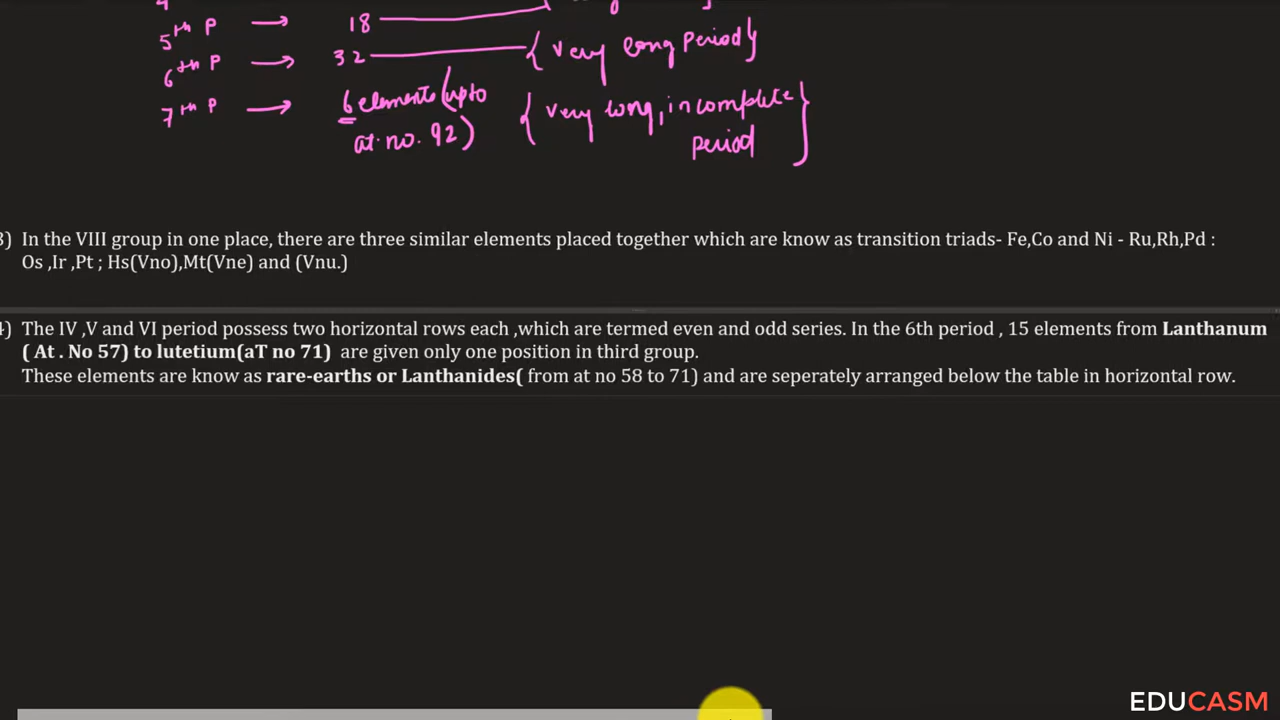 5th P → 18
6th P → 32 {very long Period}
7th P → 6 elements (upto at. no. 92) {very long, incomplete period}
3) In the VIII group in one place, there are three similar elements placed together which are know as transition triads- Fe,Co and Ni - Ru,Rh,Pd :
Os ,Ir ,Pt ; Hs(Vno),Mt(Vne) and (Vnu.)
4) The IV ,V and VI period possess two horizontal rows each ,which are termed even and odd series. In the 6th period , 15 elements from Lanthanum
( At . No 57) to lutetium(aT no 71) are given only one position in third group.
These elements are know as rare-earths or Lanthanides( from at no 58 to 71) and are seperately arranged below the table in horizontal row.
EDUCASM